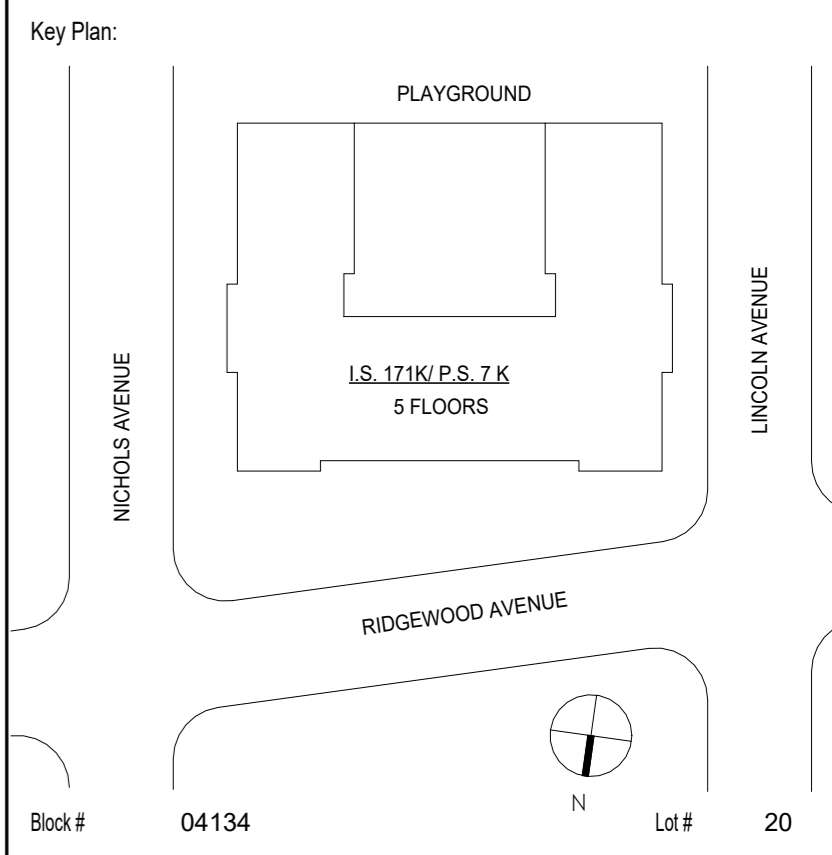 Key Plan:
PLAYGROUND
NICHOLS AVENUE
LINCOLN AVENUE
I.S. 171K/ P.S. 7 K
5 FLOORS
RIDGEWOOD AVENUE
N
Block # 04134 Lot # 20